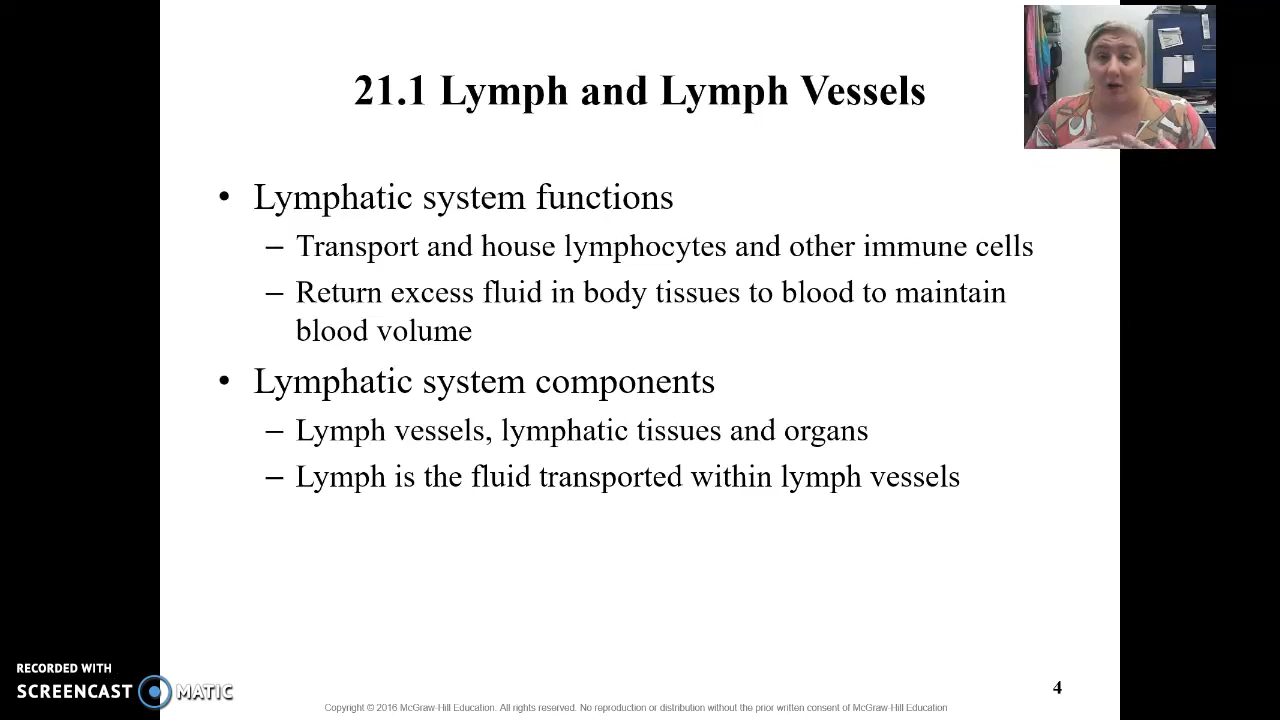 21.1 Lymph and Lymph Vessels
• Lymphatic system functions
– Transport and house lymphocytes and other immune cells
– Return excess fluid in body tissues to blood to maintain
blood volume
• Lymphatic system components
– Lymph vessels, lymphatic tissues and organs
– Lymph is the fluid transported within lymph vessels
RECORDED WITH
SCREENCAST MATIC
4
Copyright © 2016 McGraw-Hill Education. All rights reserved. No reproduction or distribution without the prior written consent of McGraw-Hill Education